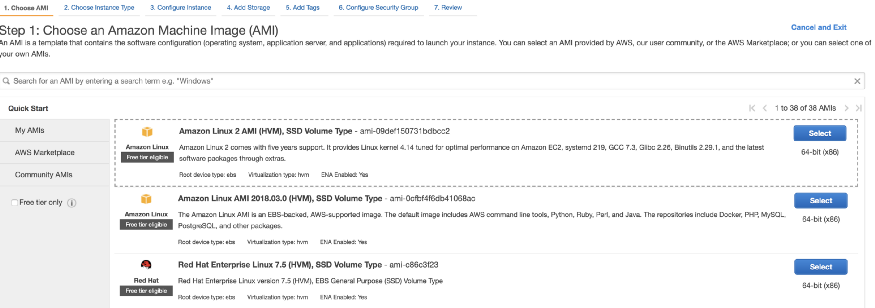 1. Choose AMI 2. Choose Instance Type 3. Configure Instance 4. Add Storage 5. Add Tags 6. Configure Security Group 7. Review
Step 1: Choose an Amazon Machine Image (AMI)
Cancel and Exit
An AMI is a template that contains the software configuration (operating system, application server, and applications) required to launch your instance. You can select an AMI provided by AWS, our user community, or the AWS Marketplace; or you can select one of
your own AMIs.
Search for an AMI by entering a search term e.g. "Windows"
Quick Start
1 to 38 of 38 AMIs
My AMIs
AWS Marketplace
Community AMIs
Free tier only
Amazon Linux
Free tier eligible
Amazon Linux 2 AMI (HVM), SSD Volume Type - ami-09def150731bdbcc2
Amazon Linux 2 comes with five years support. It provides Linux kernel 4.14 tuned for optimal performance on Amazon EC2, systemd 219, GCC 7.3, Glibc 2.26, Binutils 2.29.1, and the latest
software packages through extras.
Root device type: ebs Virtualization type: hvm ENA Enabled: Yes
Select
64-bit (x86)
Amazon Linux
Free tier eligible
Amazon Linux AMI 2018.03.0 (HVM), SSD Volume Type - ami-0cfbf4f6db41068ac
The Amazon Linux AMI is an EBS-backed, AWS-supported image. The default image includes AWS command line tools, Python, Ruby, Perl, and Java. The repositories include Docker, PHP, MySQL,
PostgreSQL, and other packages.
Root device type: ebs Virtualization type: hvm ENA Enabled: Yes
Select
64-bit (x86)
Red Hat
Free tier eligible
Red Hat Enterprise Linux 7.5 (HVM), SSD Volume Type - ami-c86c3f23
Red Hat Enterprise Linux version 7.5 (HVM), EBS General Purpose (SSD) Volume Type
Root device type: ebs Virtualization type: hvm ENA Enabled: Yes
Select
64-bit (x86)